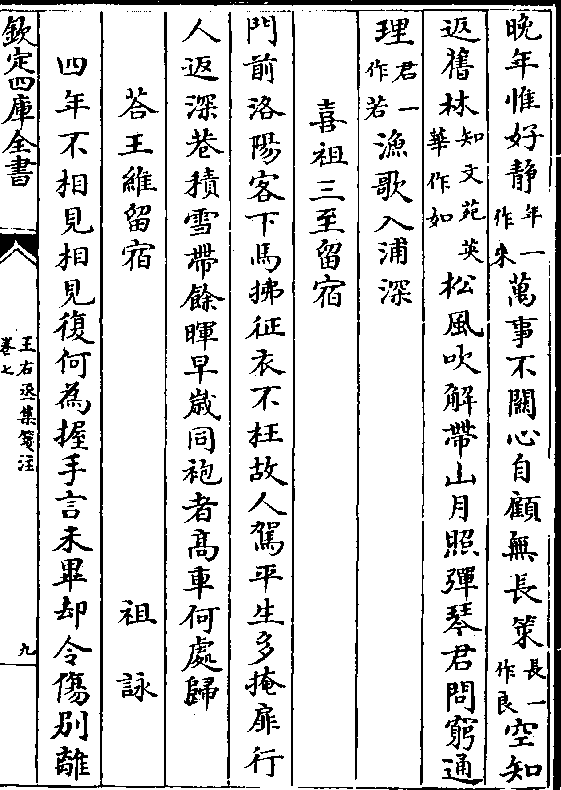 晚年惟好静年一作来萬事不關心自顧無長策長一作良空知
返舊林知文苑英華作如松風吹解帶山月照彈琴君問窮通
理君一作若漁歌入浦深
喜祖三至留宿
門前洛陽客下馬拂征衣不枉故人駕平生多掩扉行
人返深巷積雪帶餘暉早歳同袍者髙車何處歸
荅王維留宿 祖詠
四年不相見相見復何為握手言未畢却令傷別離
欽定四庫全書
王右丞集箋注
卷七
九